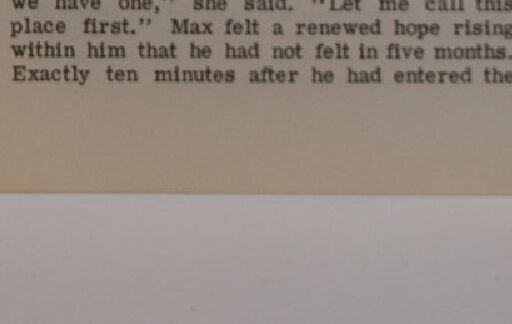 we have one," she said. "Let me call this
place first." Max felt a renewed hope rising
within him that he had not felt in five months.
Exactly ten minutes after he had entered the